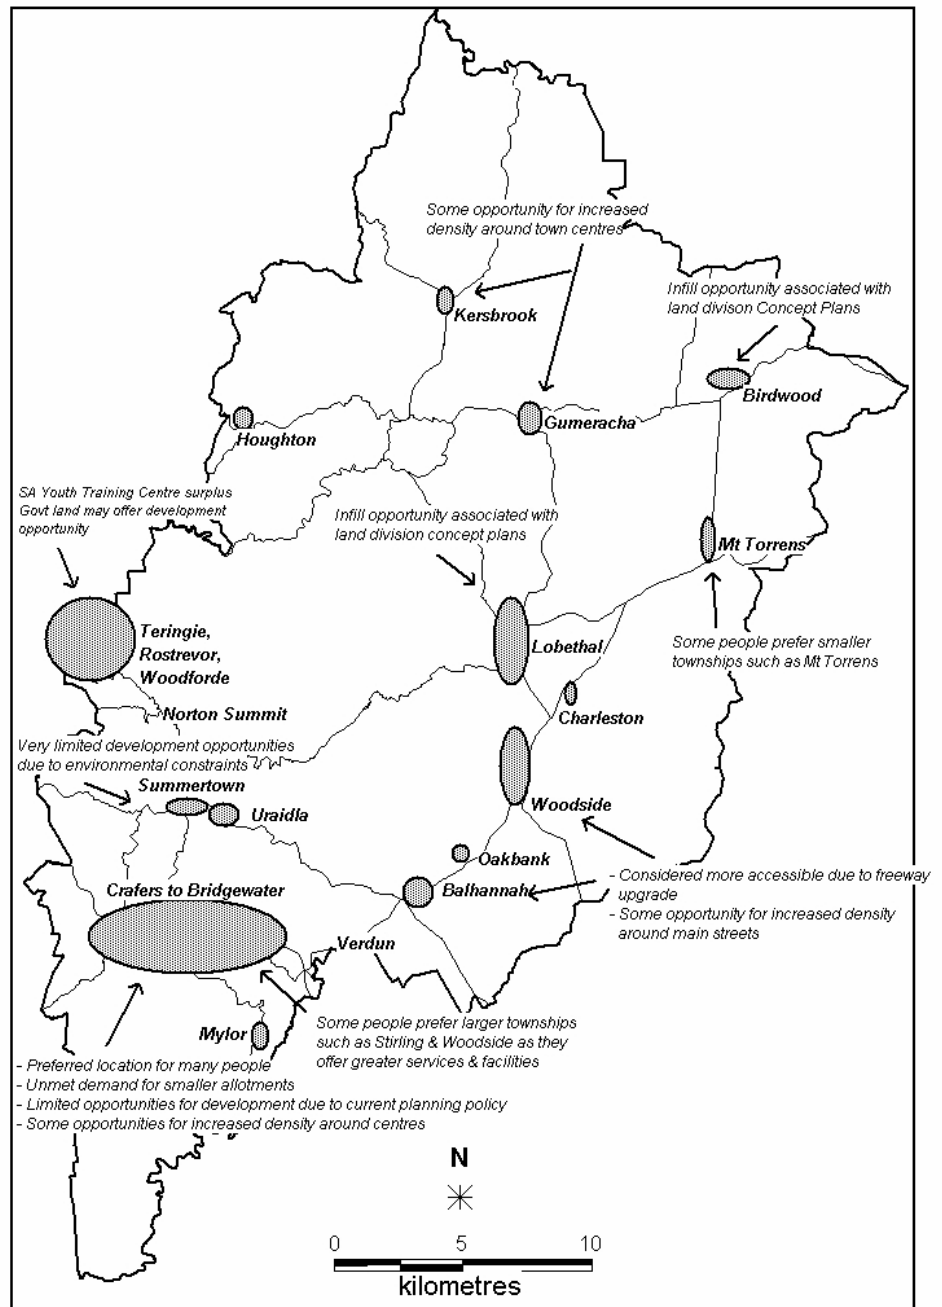 Some opportunity for increased
density around town centres
Infill opportunity associated with
land divison Concept Plans
Kersbrook
Birdwood
Houghton
Gumeracha
SA Youth Training Centre surplus
Govt land may offer development
opportunity
Infill opportunity associated with
land division concept plans
Mt Torrens
Teringie,
Rostrevor,
Woodforde
Lobethal
Some people prefer smaller
townships such as Mt Torrens
Norton Summit
Charleston
Very limited development opportunities
due to environmental constraints
Summertown
Uraidla
Woodside
Oakbank
Crafers to Bridgewater
Balhannah
- Considered more accessible due to freeway
upgrade
- Some opportunity for increased density
around main streets
Verdun
Mylor
Some people prefer larger townships
such as Stirling & Woodside as they
offer greater services & facilities
- Preferred location for many people
- Unmet demand for smaller allotments
- Limited opportunities for development due to current planning policy
- Some opportunities for increased density around centres
N
0 5 10
kilometres